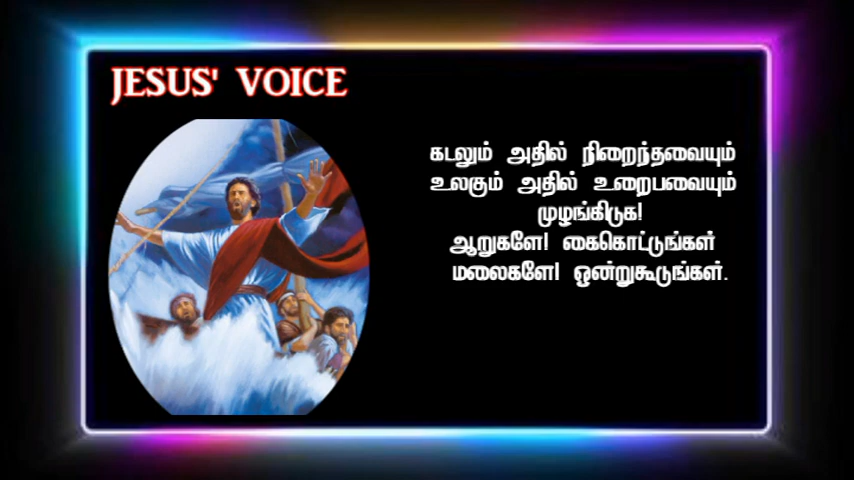 JESUS' VOICE
கடலும் அதில் நிறைந்தவையும்
உலகும் அதில் உறைபவையும்
முழங்கிடுக!
ஆறுகளே! கைகொட்டுங்கள்
மலைகளே! ஒன்றுகூடுங்கள்.